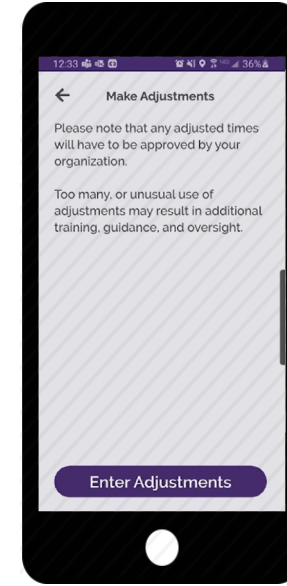 12:33 36%
Make Adjustments
Please note that any adjusted times
will have to be approved by your
organization.
Too many, or unusual use of
adjustments may result in additional
training, guidance, and oversight.
Enter Adjustments